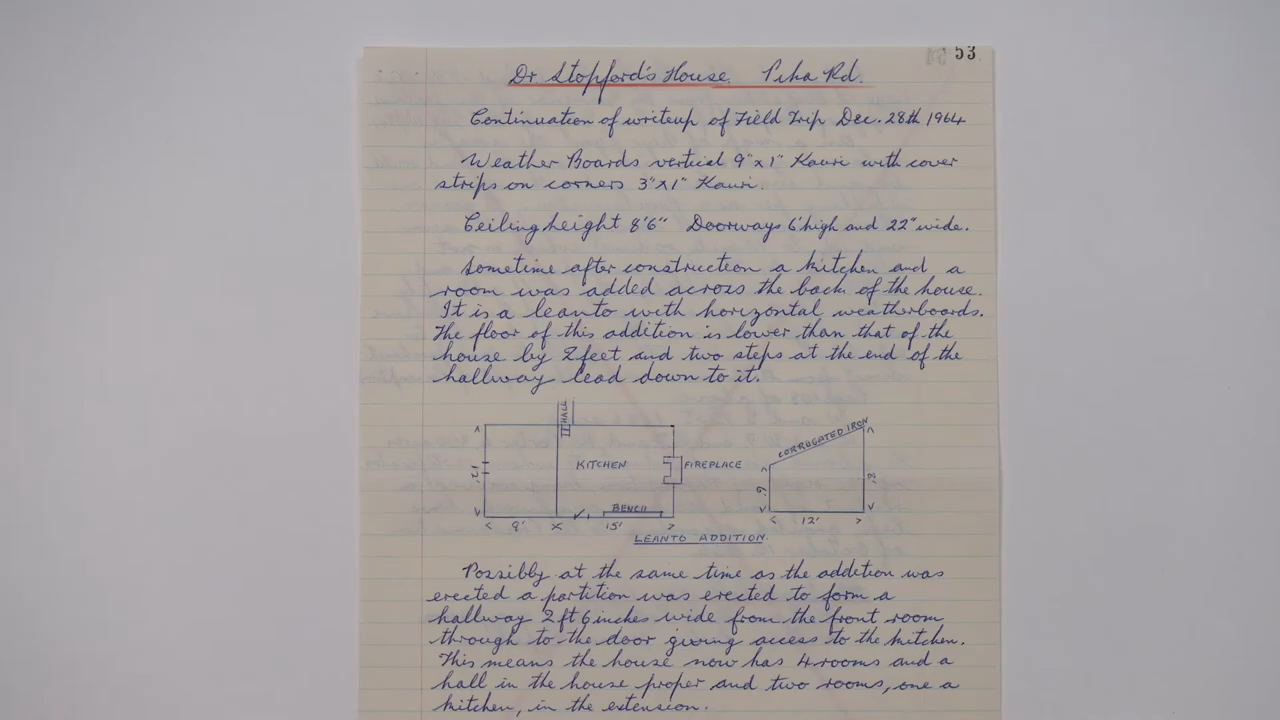 53
Dr Stopford's House. Piha Rd.
Continuation of writeup of Field Trip Dec. 28th 1964
Weather Boards vertical 9"x1" Kauri with cover
strips on corners 3"x1" Kauri.
Ceiling height 8'6" Doorways 6' high and 22" wide.
Sometime after construction a kitchen and a
room was added across the back of the house.
It is a leanto with horizontal weatherboards.
The floor of this addition is lower than that of the
house by 2 feet and two steps at the end of the
hallway lead down to it.
HALL
12'
KITCHEN
FIREPLACE
BENCH
9'
15'
CORRUGATED IRON
6'
8'
12'
LEANTO ADDITION.
Possibly at the same time as the addition was
erected a partition was erected to form a
hallway 2 ft 6 inches wide from the front room
through to the door giving access to the kitchen.
This means the house now has 4 rooms and a
hall in the house proper and two rooms, one a
kitchen, in the extension.